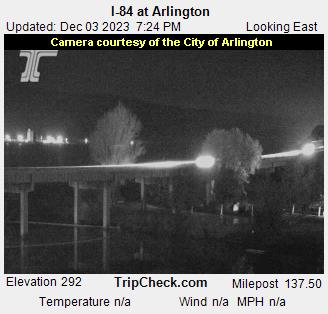 I-84 at Arlington
Updated: Dec 03 2023 7:24 PM Looking East
Camera courtesy of the City of Arlington
Elevation 292 TripCheck.com Milepost 137.50
Temperature n/a Wind n/a MPH n/a